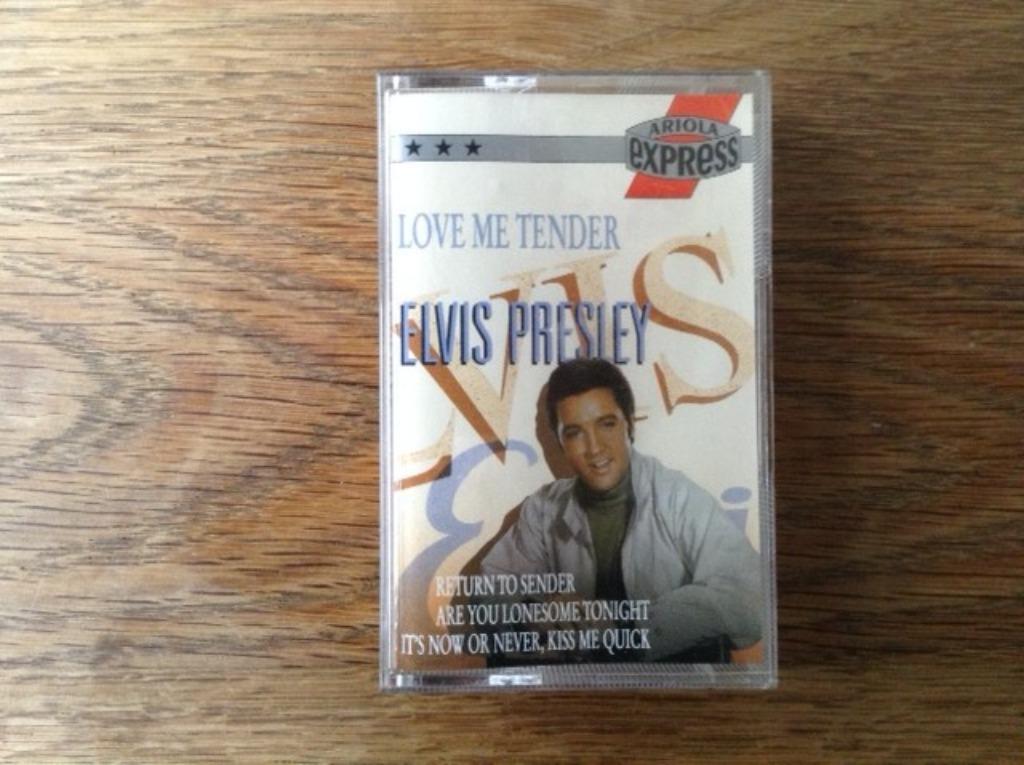 ARIOLA
EXPRESS
LOVE ME TENDER
ELVIS
ELVIS PRESLEY
RETURN TO SENDER
ARE YOU LONESOME TONIGHT
IT'S NOW OR NEVER, KISS ME QUICK